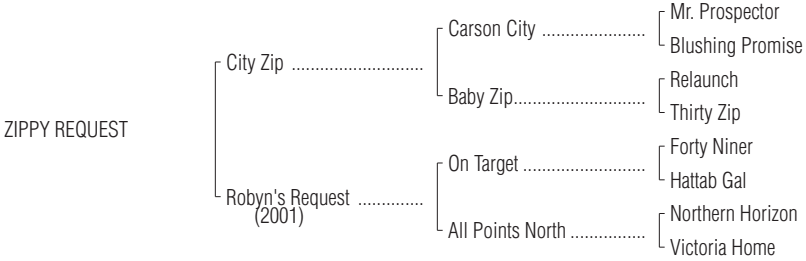 Mr. Prospector
Carson City ......................
Blushing Promise
City Zip ............................
Relaunch
Baby Zip............................
Thirty Zip
ZIPPY REQUEST
Forty Niner
On Target ..........................
Hattab Gal
Robyn's Request ..............
(2001)
Northern Horizon
All Points North ................
Victoria Home